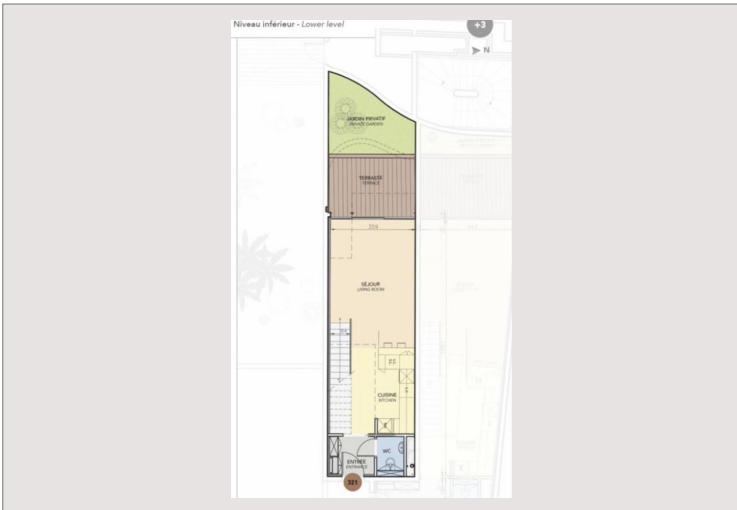 Niveau inférieur - Lower level
+3
N
JARDIN PRIVATIF
PRIVATE GARDEN
TERRASSE
TERRACE
SÉJOUR
LIVING ROOM
CUISINE
KITCHEN
WC
ENTRÉE
ENTRANCE
321